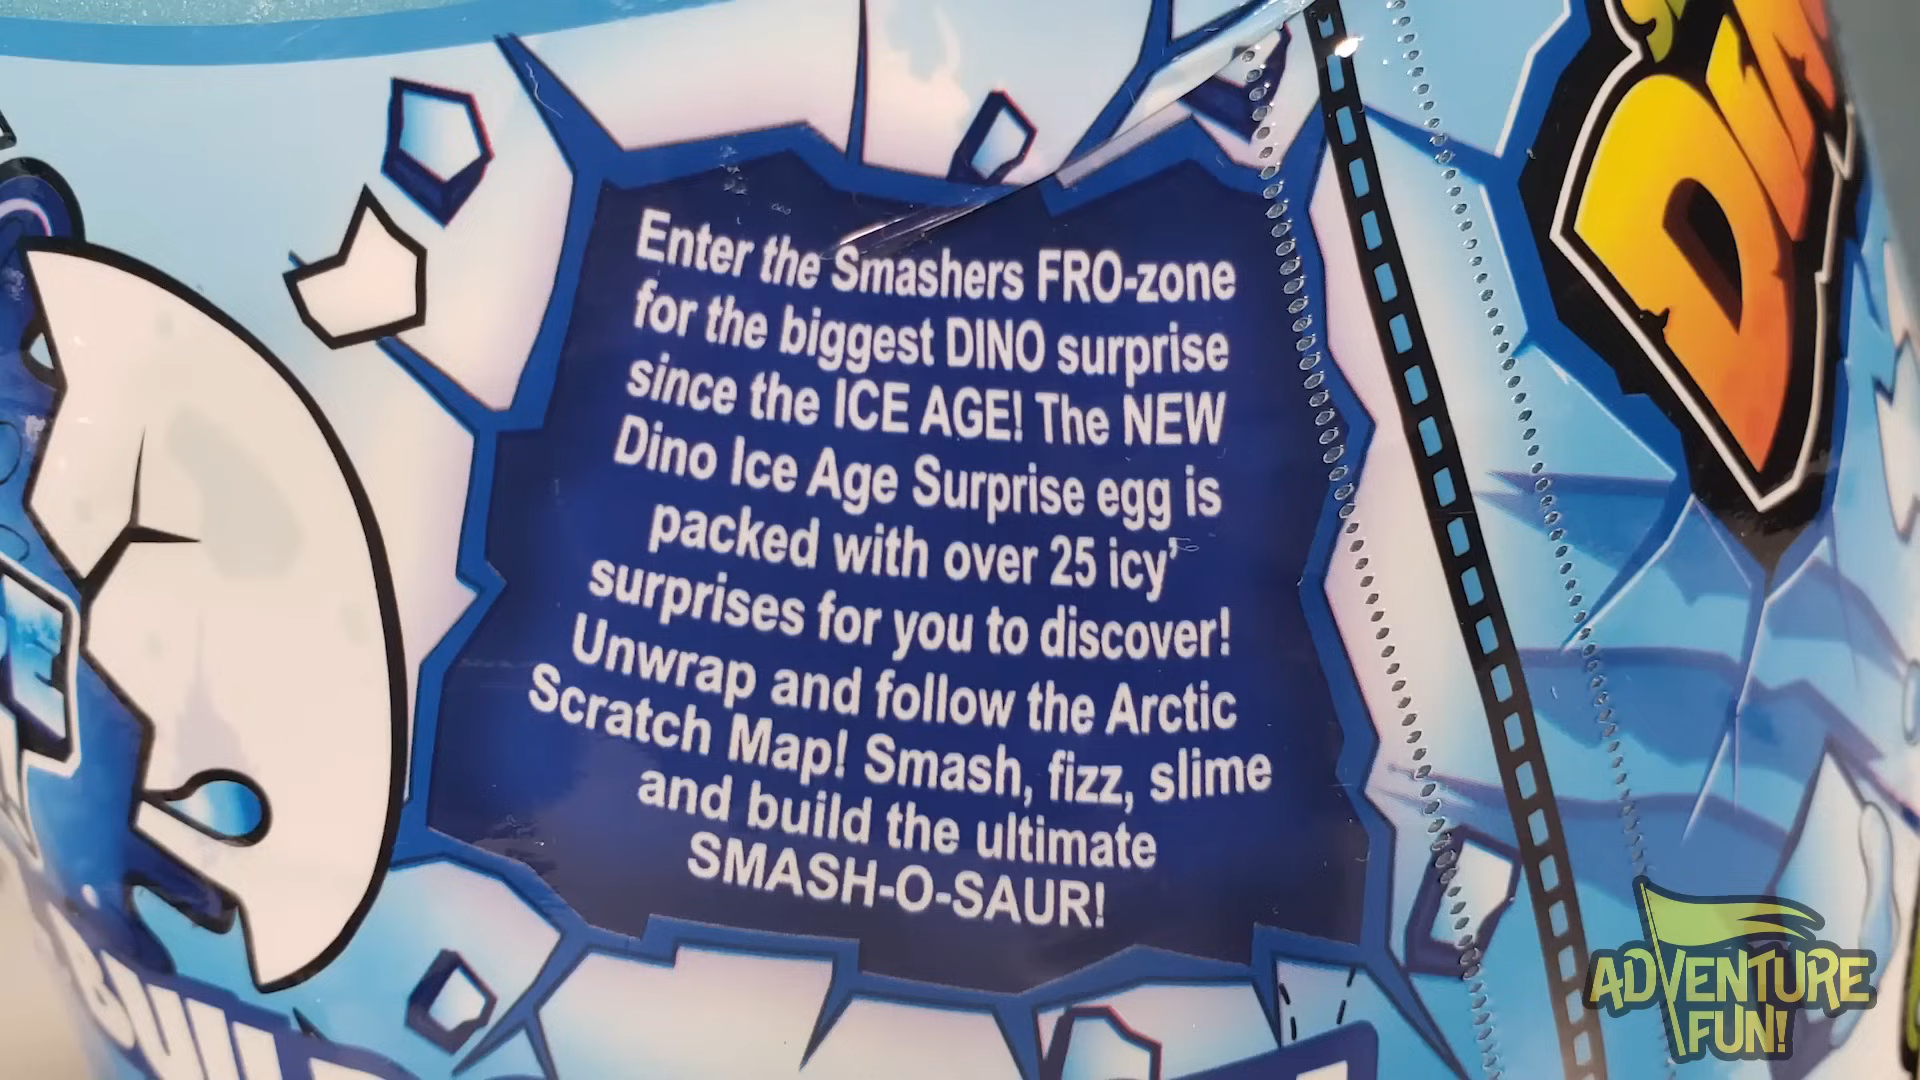 Enter the Smashers FRO-zone
for the biggest DINO surprise
since the ICE AGE! The NEW
Dino Ice Age Surprise egg is
packed with over 25 icy
surprises for you to discover!
Unwrap and follow the Arctic
Scratch Map! Smash, fizz, slime
and build the ultimate
SMASH-O-SAUR!
ADVENTURE
FUN!